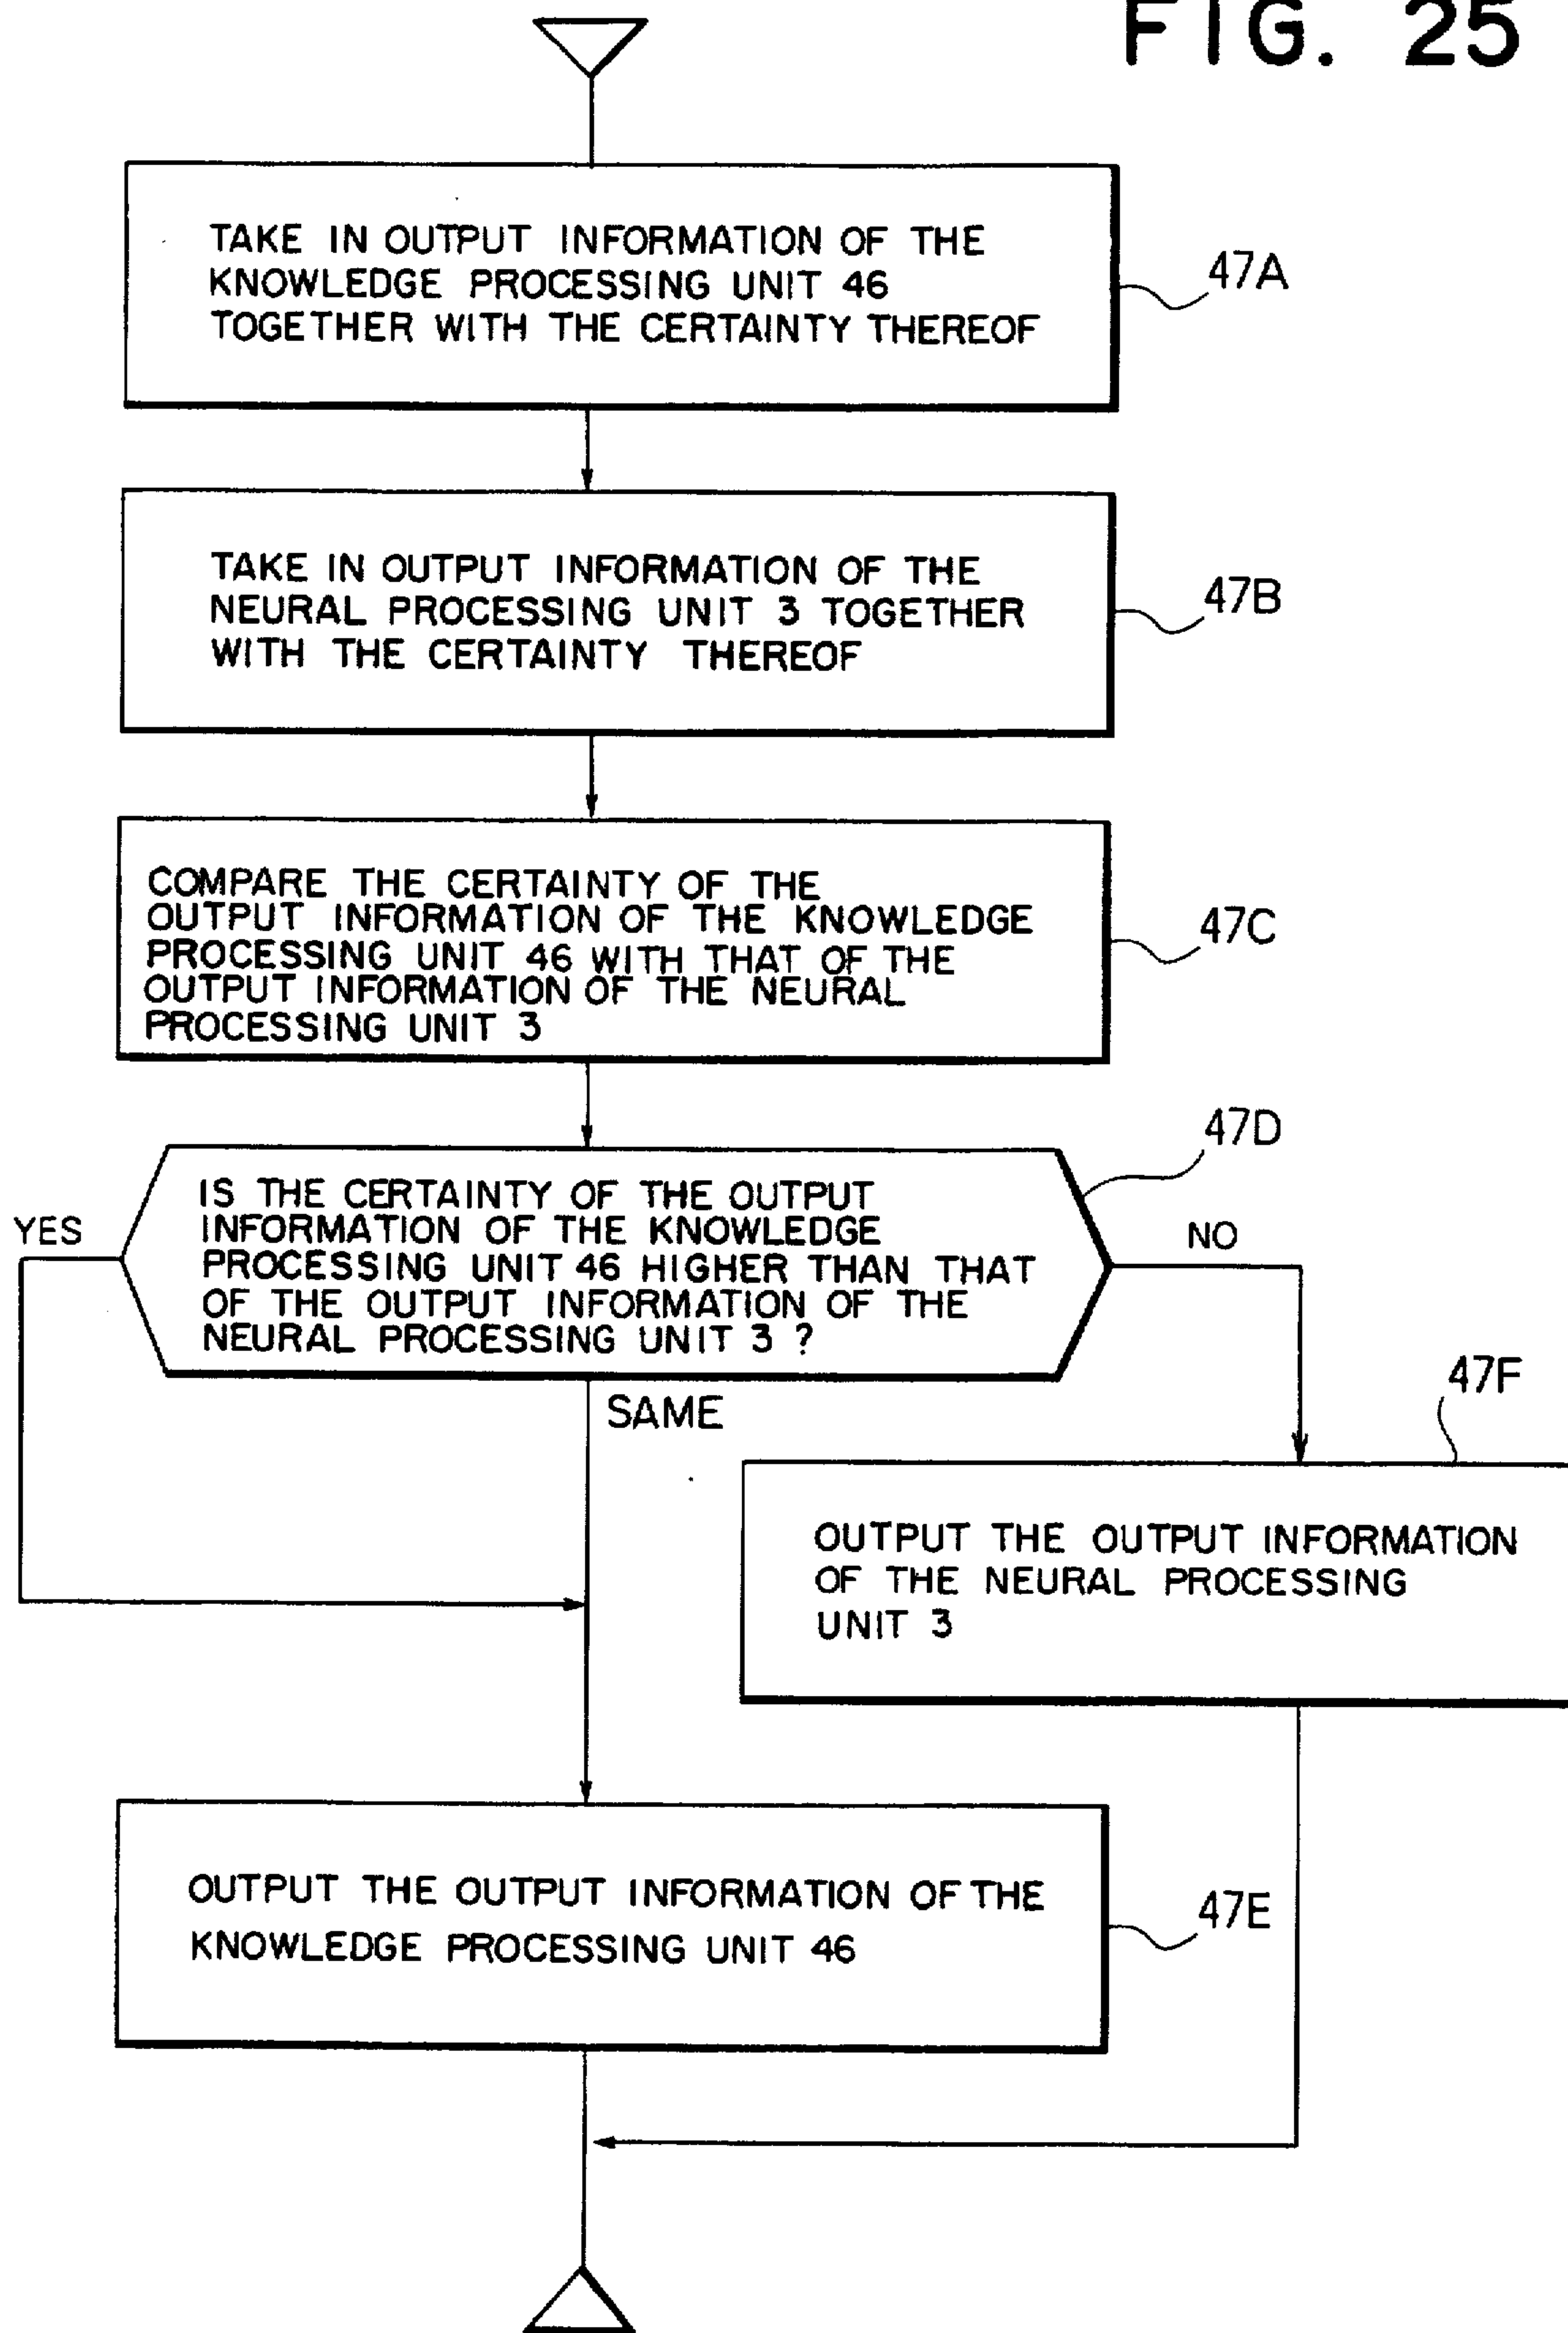 FIG. 25
TAKE IN OUTPUT INFORMATION OF THE
KNOWLEDGE PROCESSING UNIT 46
TOGETHER WITH THE CERTAINTY THEREOF
47A
TAKE IN OUTPUT INFORMATION OF THE
NEURAL PROCESSING UNIT 3 TOGETHER
WITH THE CERTAINTY THEREOF
47B
COMPARE THE CERTAINTY OF THE
OUTPUT INFORMATION OF THE KNOWLEDGE
PROCESSING UNIT 46 WITH THAT OF THE
OUTPUT INFORMATION OF THE NEURAL
PROCESSING UNIT 3
47C
47D
IS THE CERTAINTY OF THE OUTPUT
INFORMATION OF THE KNOWLEDGE
PROCESSING UNIT 46 HIGHER THAN THAT
OF THE OUTPUT INFORMATION OF THE
NEURAL PROCESSING UNIT 3 ?
YES
NO
SAME
47F
OUTPUT THE OUTPUT INFORMATION
OF THE NEURAL PROCESSING
UNIT 3
OUTPUT THE OUTPUT INFORMATION OF THE
KNOWLEDGE PROCESSING UNIT 46
47E